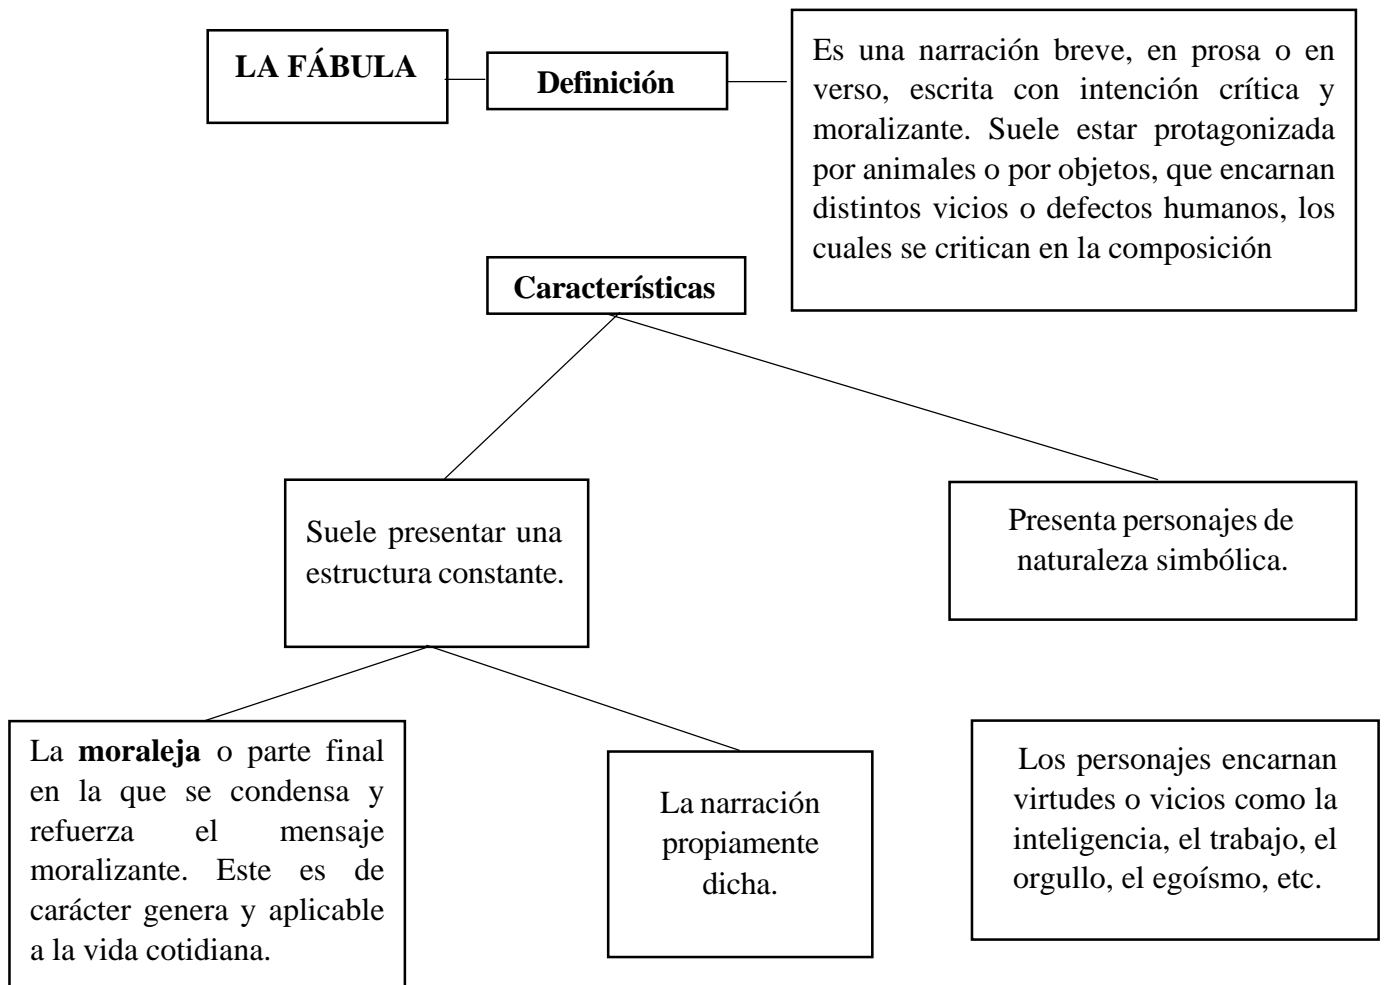 LA FÁBULA
Definición
Es una narración breve, en prosa o en
verso, escrita con intención crítica y
moralizante. Suele estar protagonizada
por animales o por objetos, que encarnan
distintos vicios o defectos humanos, los
cuales se critican en la composición
Características
Suele presentar una
estructura constante.
Presenta personajes de
naturaleza simbólica.
La moraleja o parte final
en la que se condensa y
refuerza el mensaje
moralizante. Este es de
carácter genera y aplicable
a la vida cotidiana.
La narración
propiamente
dicha.
Los personajes encarnan
virtudes o vicios como la
inteligencia, el trabajo, el
orgullo, el egoísmo, etc.